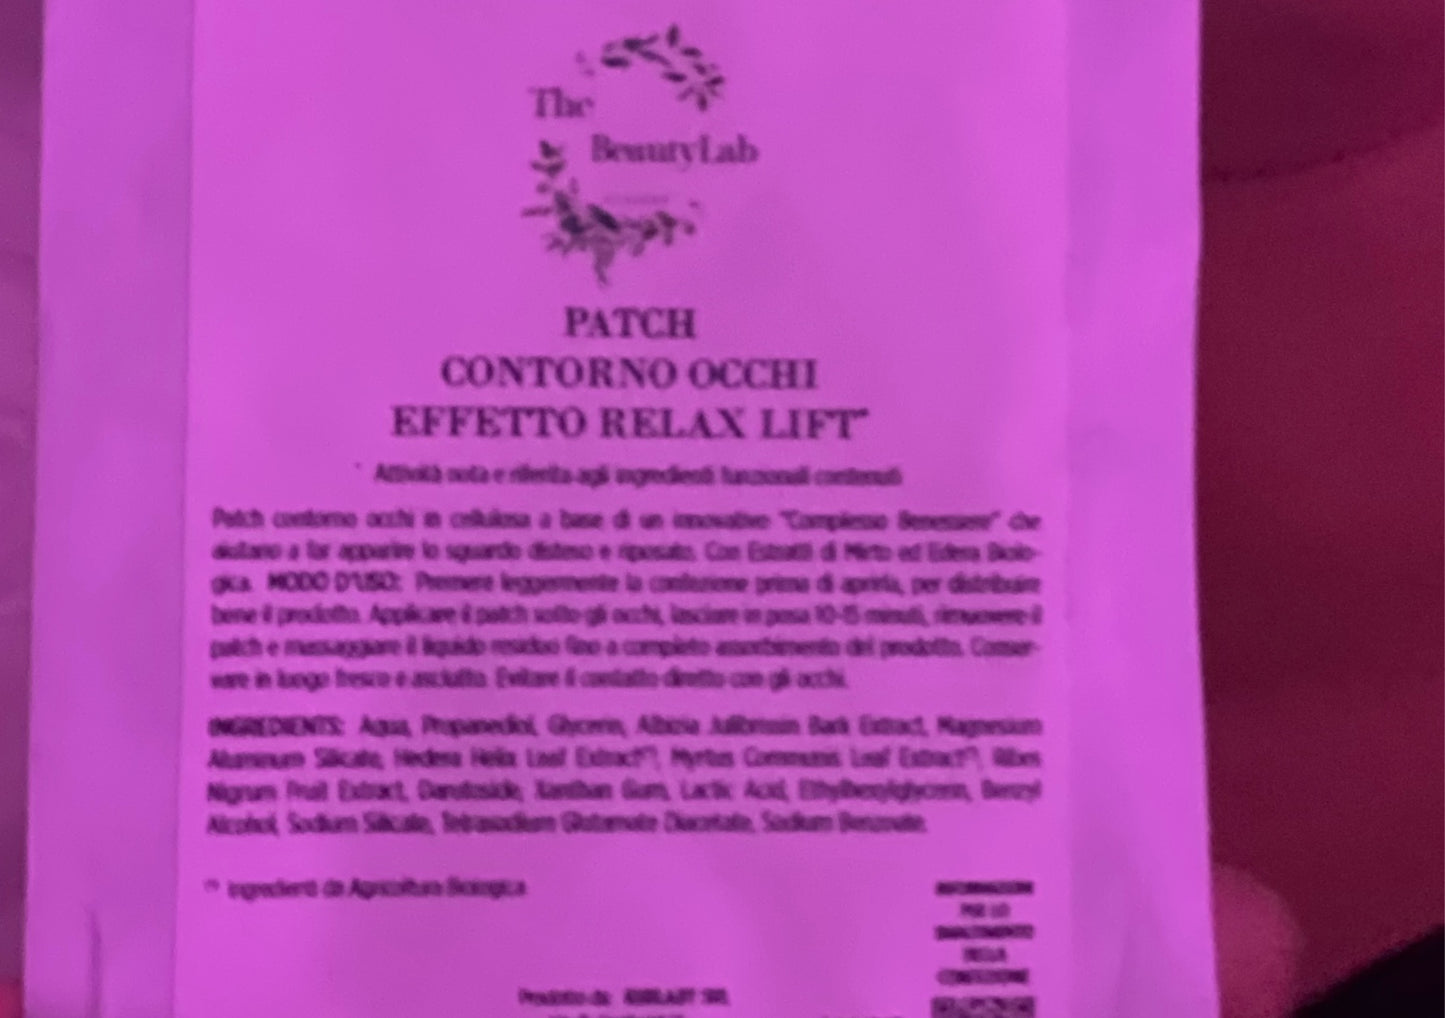 The
BeautyLab
PATCH
CONTORNO OCCHI
EFFETTO RELAX LIFT*
* Attività nota e riferita agli ingredienti funzionali contenuti
Patch contorno occhi in cellulosa a base di un innovativo "Complesso Benessere" che
aiutano a far apparire lo sguardo disteso e riposato. Con Estratti di Mirto ed Edera Biolo-
gica. MODO D'USO: Premere leggermente la confezione prima di aprirla, per distribuire
bene il prodotto. Applicare il patch sotto gli occhi, lasciare in posa 10-15 minuti, rimuovere il
patch e massaggiare il liquido residuo fino a completo assorbimento del prodotto. Conser-
vare in luogo fresco e asciutto. Evitare il contatto diretto con gli occhi.
INGREDIENTS: Aqua, Propanediol, Glycerin, Albizia Julibrissin Bark Extract, Magnesium
Aluminum Silicate, Hedera Helix Leaf Extract(*), Myrtus Communis Leaf Extract(*), Ribes
Nigrum Fruit Extract, Darutoside, Xanthan Gum, Lactic Acid, Ethylhexylglycerin, Benzyl
Alcohol, Sodium Silicate, Tetrasodium Glutamate Diacetate, Sodium Benzoate.
(*) Ingredienti da Agricoltura Biologica
INFORMAZIONI
PER LO
SMALTIMENTO
DELLA
CONFEZIONE
Prodotto da: SRL